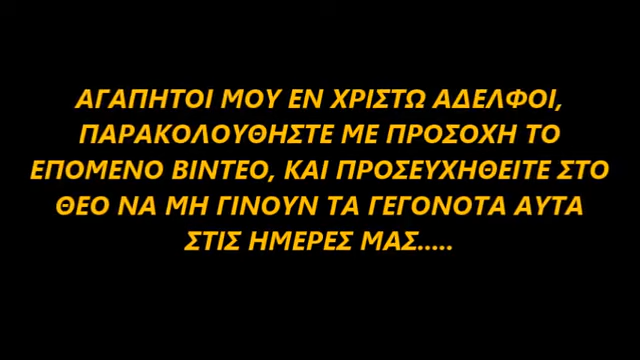 ΑΓΑΠΗΤΟΙ ΜΟΥ ΕΝ ΧΡΙΣΤΩ ΑΔΕΛΦΟΙ,
ΠΑΡΑΚΟΛΟΥΘΗΣΤΕ ΜΕ ΠΡΟΣΟΧΗ ΤΟ
ΕΠΟΜΕΝΟ ΒΙΝΤΕΟ, ΚΑΙ ΠΡΟΣΕΥΧΗΘΕΙΤΕ ΣΤΟ
ΘΕΟ ΝΑ ΜΗ ΓΙΝΟΥΝ ΤΑ ΓΕΓΟΝΟΤΑ ΑΥΤΑ
ΣΤΙΣ ΗΜΕΡΕΣ ΜΑΣ.....